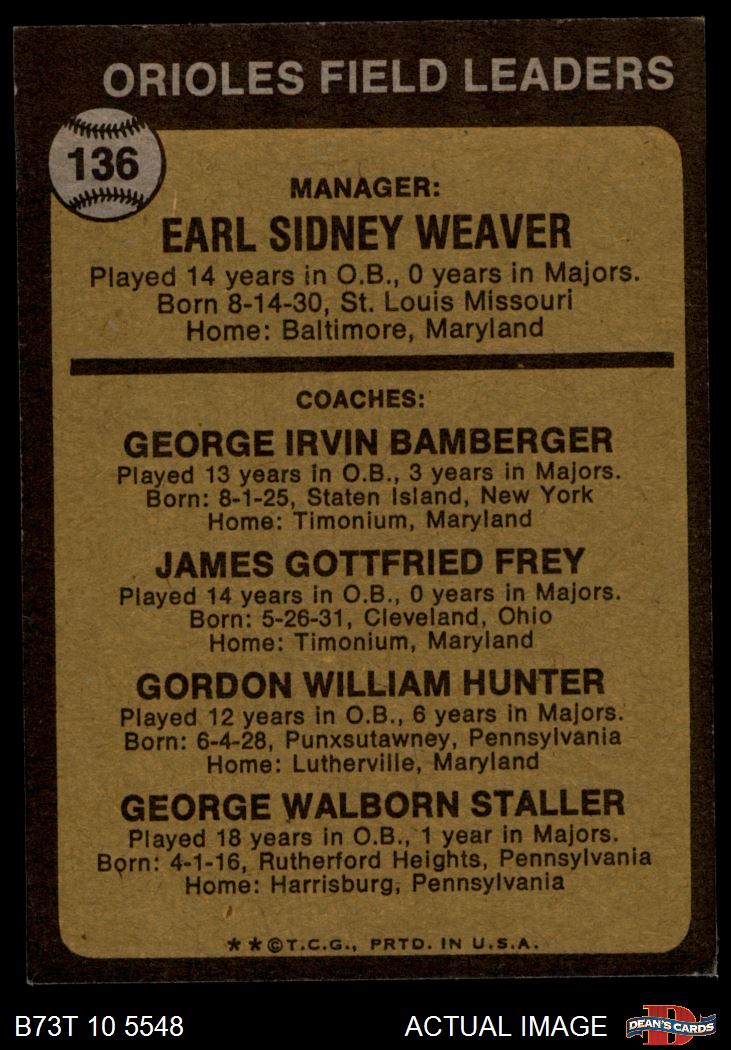 ORIOLES FIELD LEADERS
136
MANAGER:
EARL SIDNEY WEAVER
Played 14 years in O.B., 0 years in Majors.
Born 8-14-30, St. Louis Missouri
Home: Baltimore, Maryland
COACHES:
GEORGE IRVIN BAMBERGER
Played 13 years in O.B., 3 years in Majors.
Born: 8-1-25, Staten Island, New York
Home: Timonium, Maryland
JAMES GOTTFRIED FREY
Played 14 years in O.B., 0 years in Majors.
Born: 5-26-31, Cleveland, Ohio
Home: Timonium, Maryland
GORDON WILLIAM HUNTER
Played 12 years in O.B., 6 years in Majors.
Born: 6-4-28, Punxsutawney, Pennsylvania
Home: Lutherville, Maryland
GEORGE WALBORN STALLER
Played 18 years in O.B., 1 year in Majors.
Born: 4-1-16, Rutherford Heights, Pennsylvania
Home: Harrisburg, Pennsylvania
**©T.C.G., PRTD. IN U.S.A.
B73T 10 5548 ACTUAL IMAGE D DEAN'S CARDS